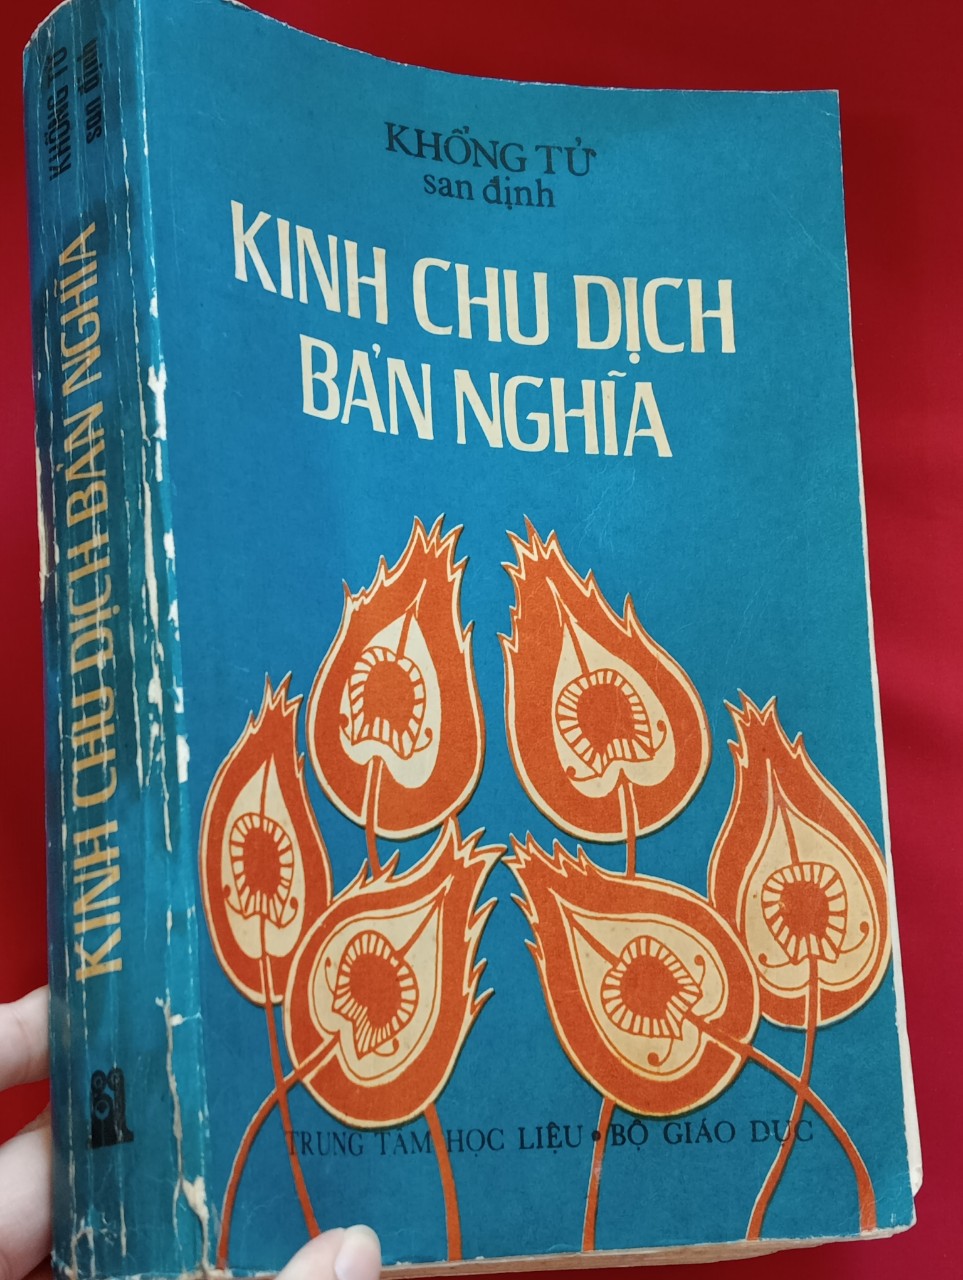 KHỔNG TỬ
san định
KINH CHU DỊCH
BẢN NGHĨA
TRUNG TÂM HỌC LIỆU • BỘ GIÁO DỤC
KHỔNG TỬ
san định
KINH CHU DỊCH BẢN NGHĨA